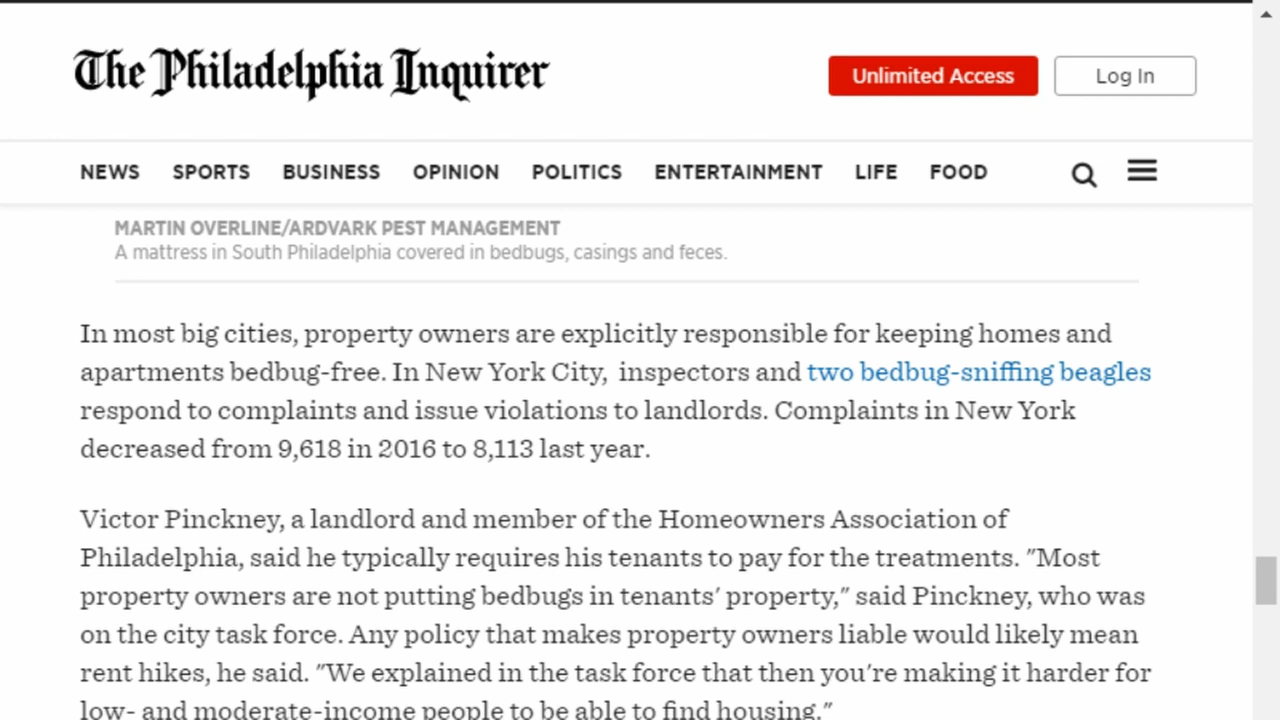 The Philadelphia Inquirer
Unlimited Access
Log In
NEWS SPORTS BUSINESS OPINION POLITICS ENTERTAINMENT LIFE FOOD
MARTIN OVERLINE/ARDVARK PEST MANAGEMENT
A mattress in South Philadelphia covered in bedbugs, casings and feces.
In most big cities, property owners are explicitly responsible for keeping homes and
apartments bedbug-free. In New York City,  inspectors and two bedbug-sniffing beagles
respond to complaints and issue violations to landlords. Complaints in New York
decreased from 9,618 in 2016 to 8,113 last year.
Victor Pinckney, a landlord and member of the Homeowners Association of
Philadelphia, said he typically requires his tenants to pay for the treatments. "Most
property owners are not putting bedbugs in tenants' property," said Pinckney, who was
on the city task force. Any policy that makes property owners liable would likely mean
rent hikes, he said. "We explained in the task force that then you're making it harder for
low- and moderate-income people to be able to find housing."